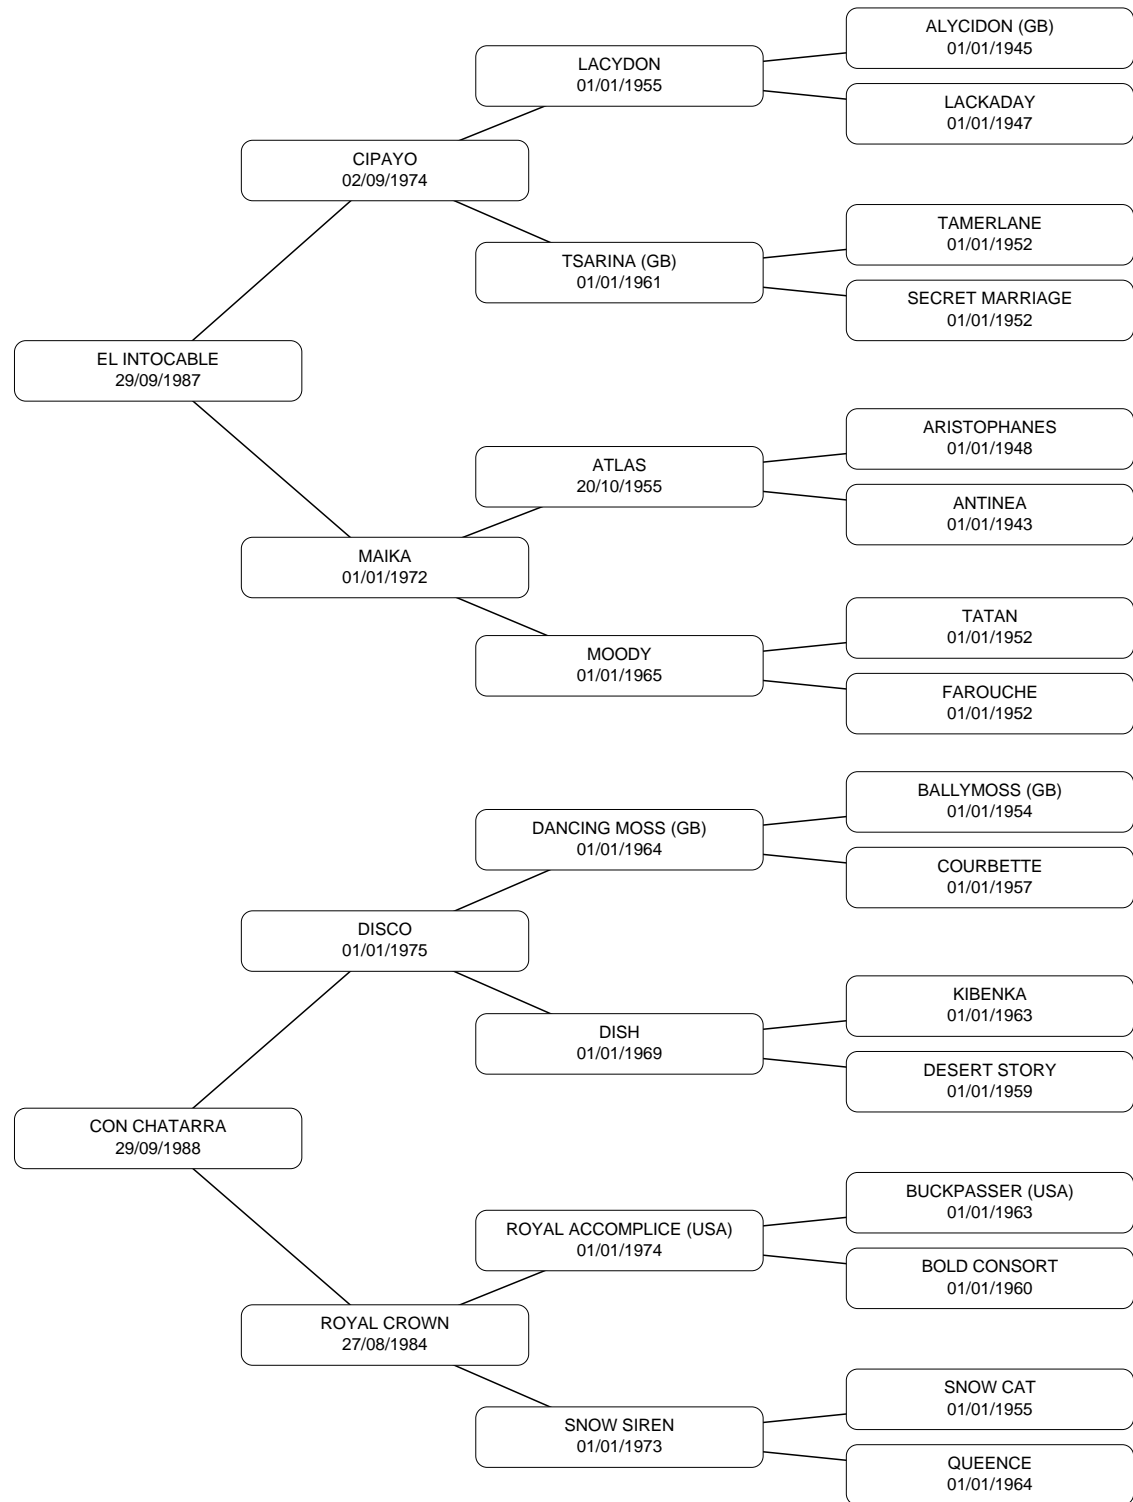 ALYCIDON (GB)
01/01/1945
LACYDON
01/01/1955
LACKADAY
01/01/1947
CIPAYO
02/09/1974
TAMERLANE
01/01/1952
TSARINA (GB)
01/01/1961
SECRET MARRIAGE
01/01/1952
EL INTOCABLE
29/09/1987
ARISTOPHANES
01/01/1948
ATLAS
20/10/1955
ANTINEA
01/01/1943
MAIKA
01/01/1972
TATAN
01/01/1952
MOODY
01/01/1965
FAROUCHE
01/01/1952
BALLYMOSS (GB)
01/01/1954
DANCING MOSS (GB)
01/01/1964
COURBETTE
01/01/1957
DISCO
01/01/1975
KIBENKA
01/01/1963
DISH
01/01/1969
DESERT STORY
01/01/1959
CON CHATARRA
29/09/1988
BUCKPASSER (USA)
01/01/1963
ROYAL ACCOMPLICE (USA)
01/01/1974
BOLD CONSORT
01/01/1960
ROYAL CROWN
27/08/1984
SNOW CAT
01/01/1955
SNOW SIREN
01/01/1973
QUEENCE
01/01/1964